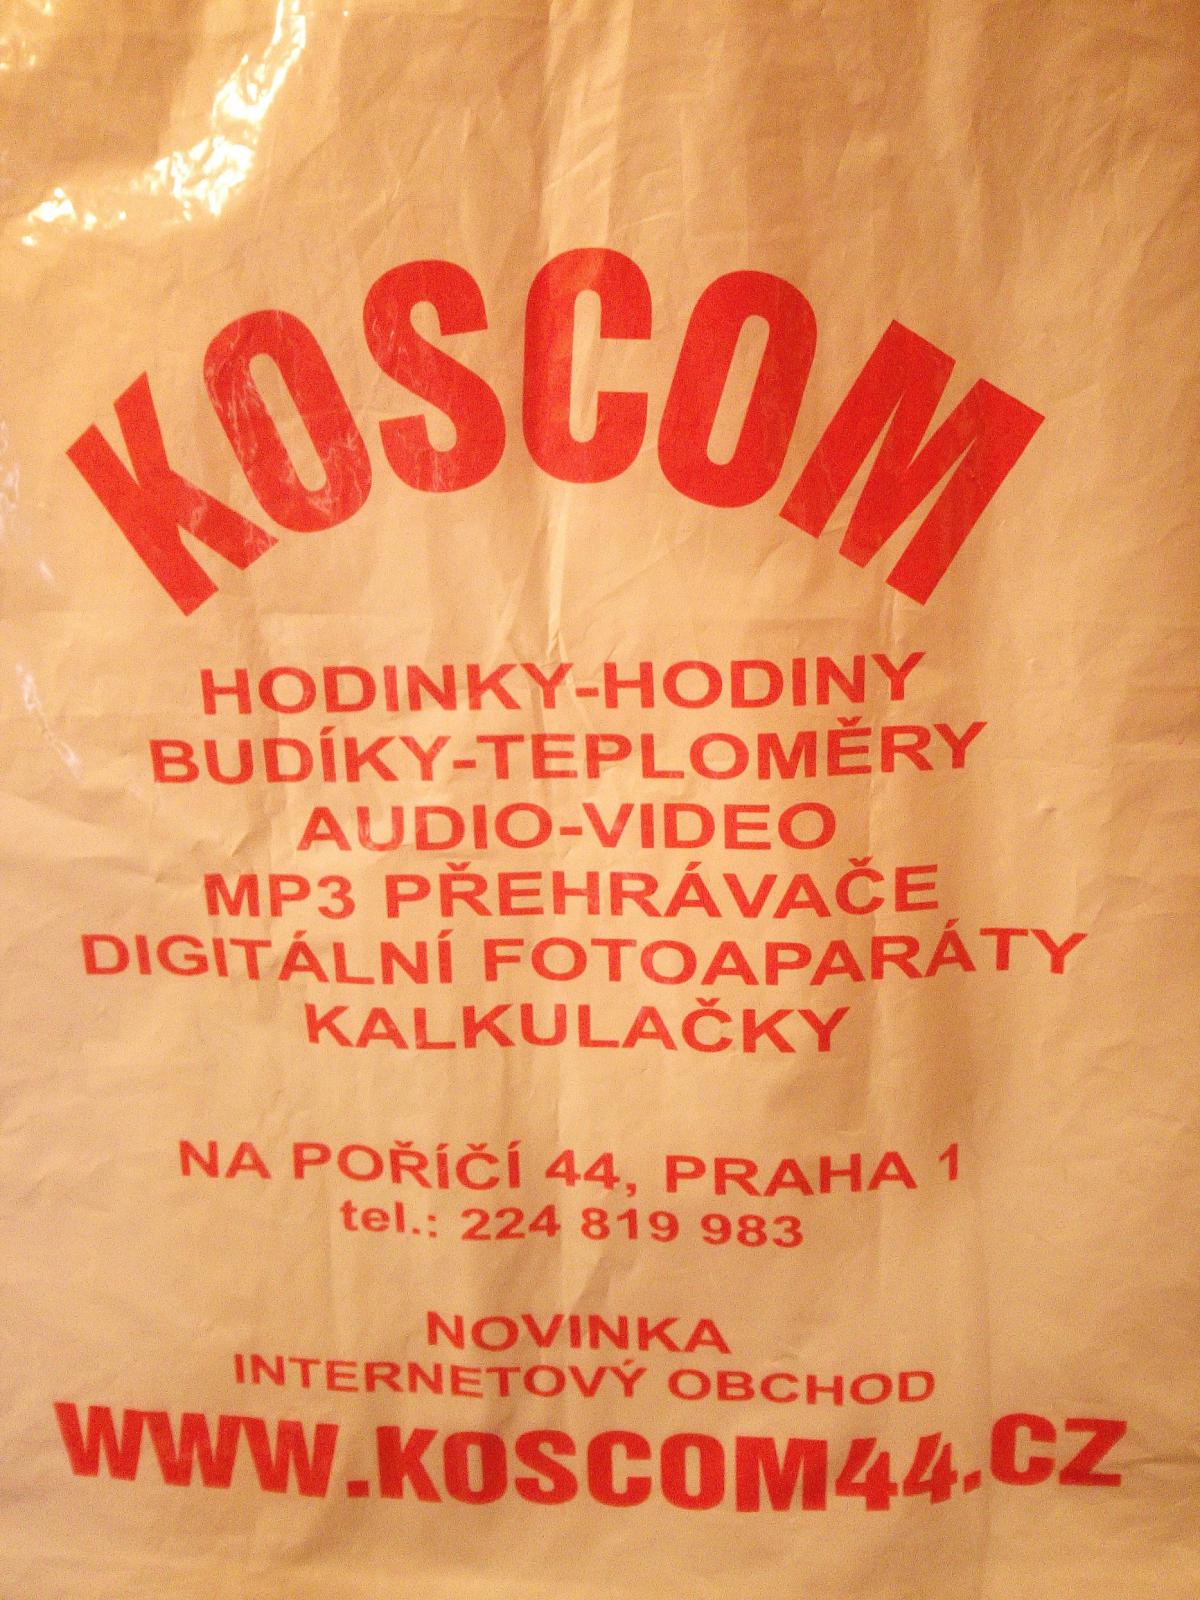 KOSCOM
HODINKY-HODINY
BUDÍKY-TEPLOMĚRY
AUDIO-VIDEO
MP3 PŘEHRÁVAČE
DIGITÁLNÍ FOTOAPARÁTY
KALKULAČKY
NA POŘÍČÍ 44, PRAHA 1
tel.: 224 819 983
NOVINKA
INTERNETOVÝ OBCHOD
WWW.KOSCOM44.CZ